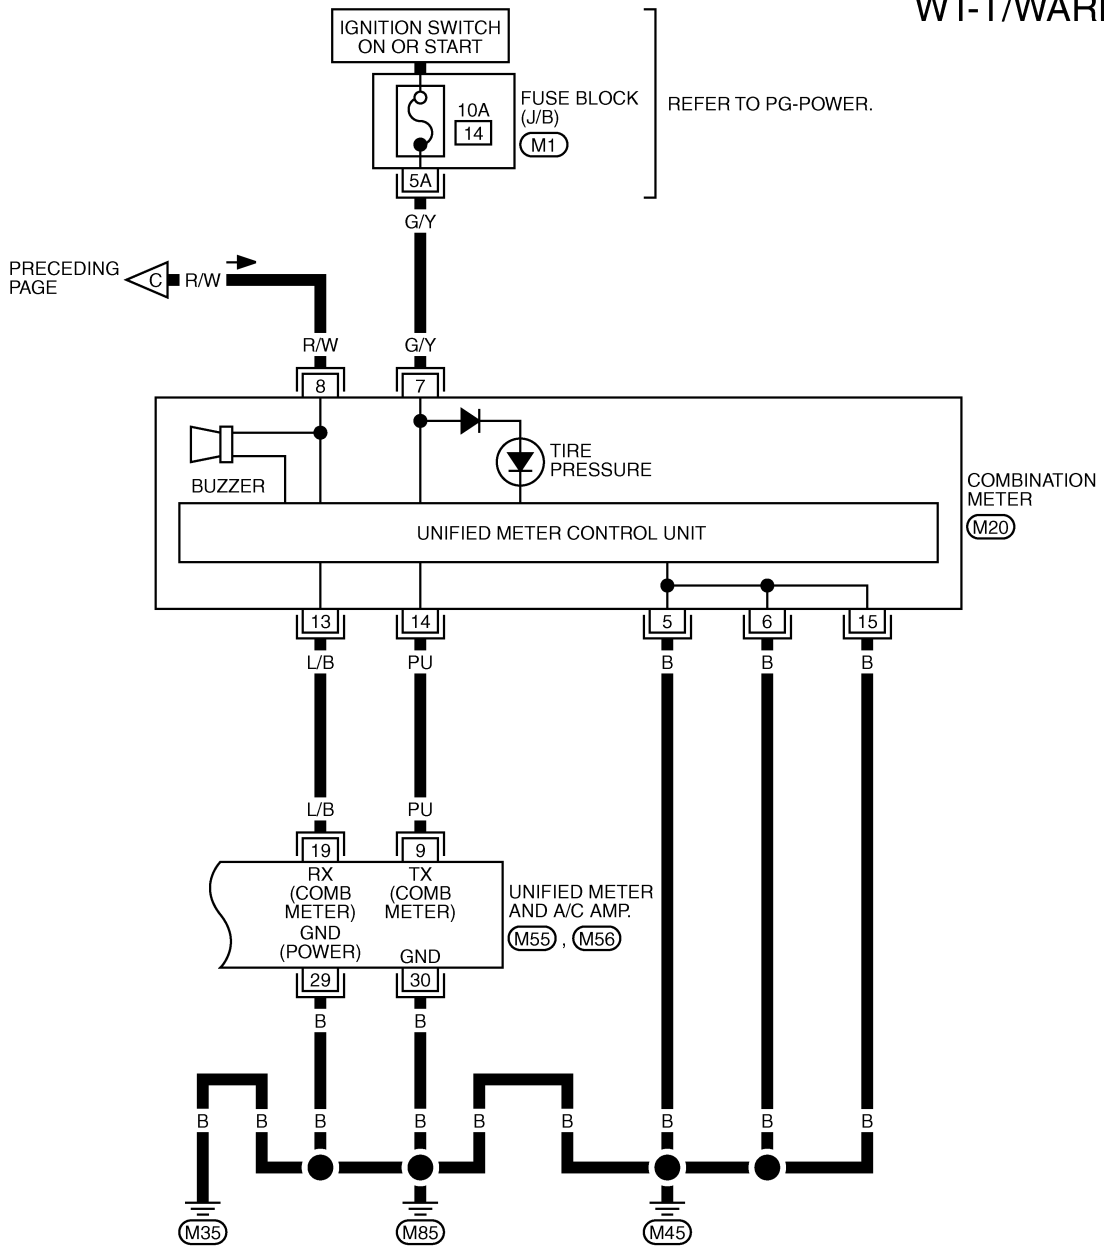 IGNITION SWITCH
ON OR START
10A
14
FUSE BLOCK
(J/B)
M1
REFER TO PG-POWER.
5A
G/Y
PRECEDING
PAGE
C
R/W
R/W
G/Y
8
7
BUZZER
TIRE
PRESSURE
UNIFIED METER CONTROL UNIT
COMBINATION
METER
M20
13
14
5
6
15
L/B
PU
B
B
B
L/B
PU
19
9
RX
(COMB
METER)
TX
(COMB
METER)
GND
(POWER)
GND
UNIFIED METER
AND A/C AMP.
M55 , M56
29
30
B
B
B
B
B
B
B
B
B
B
B
M35
M85
M45